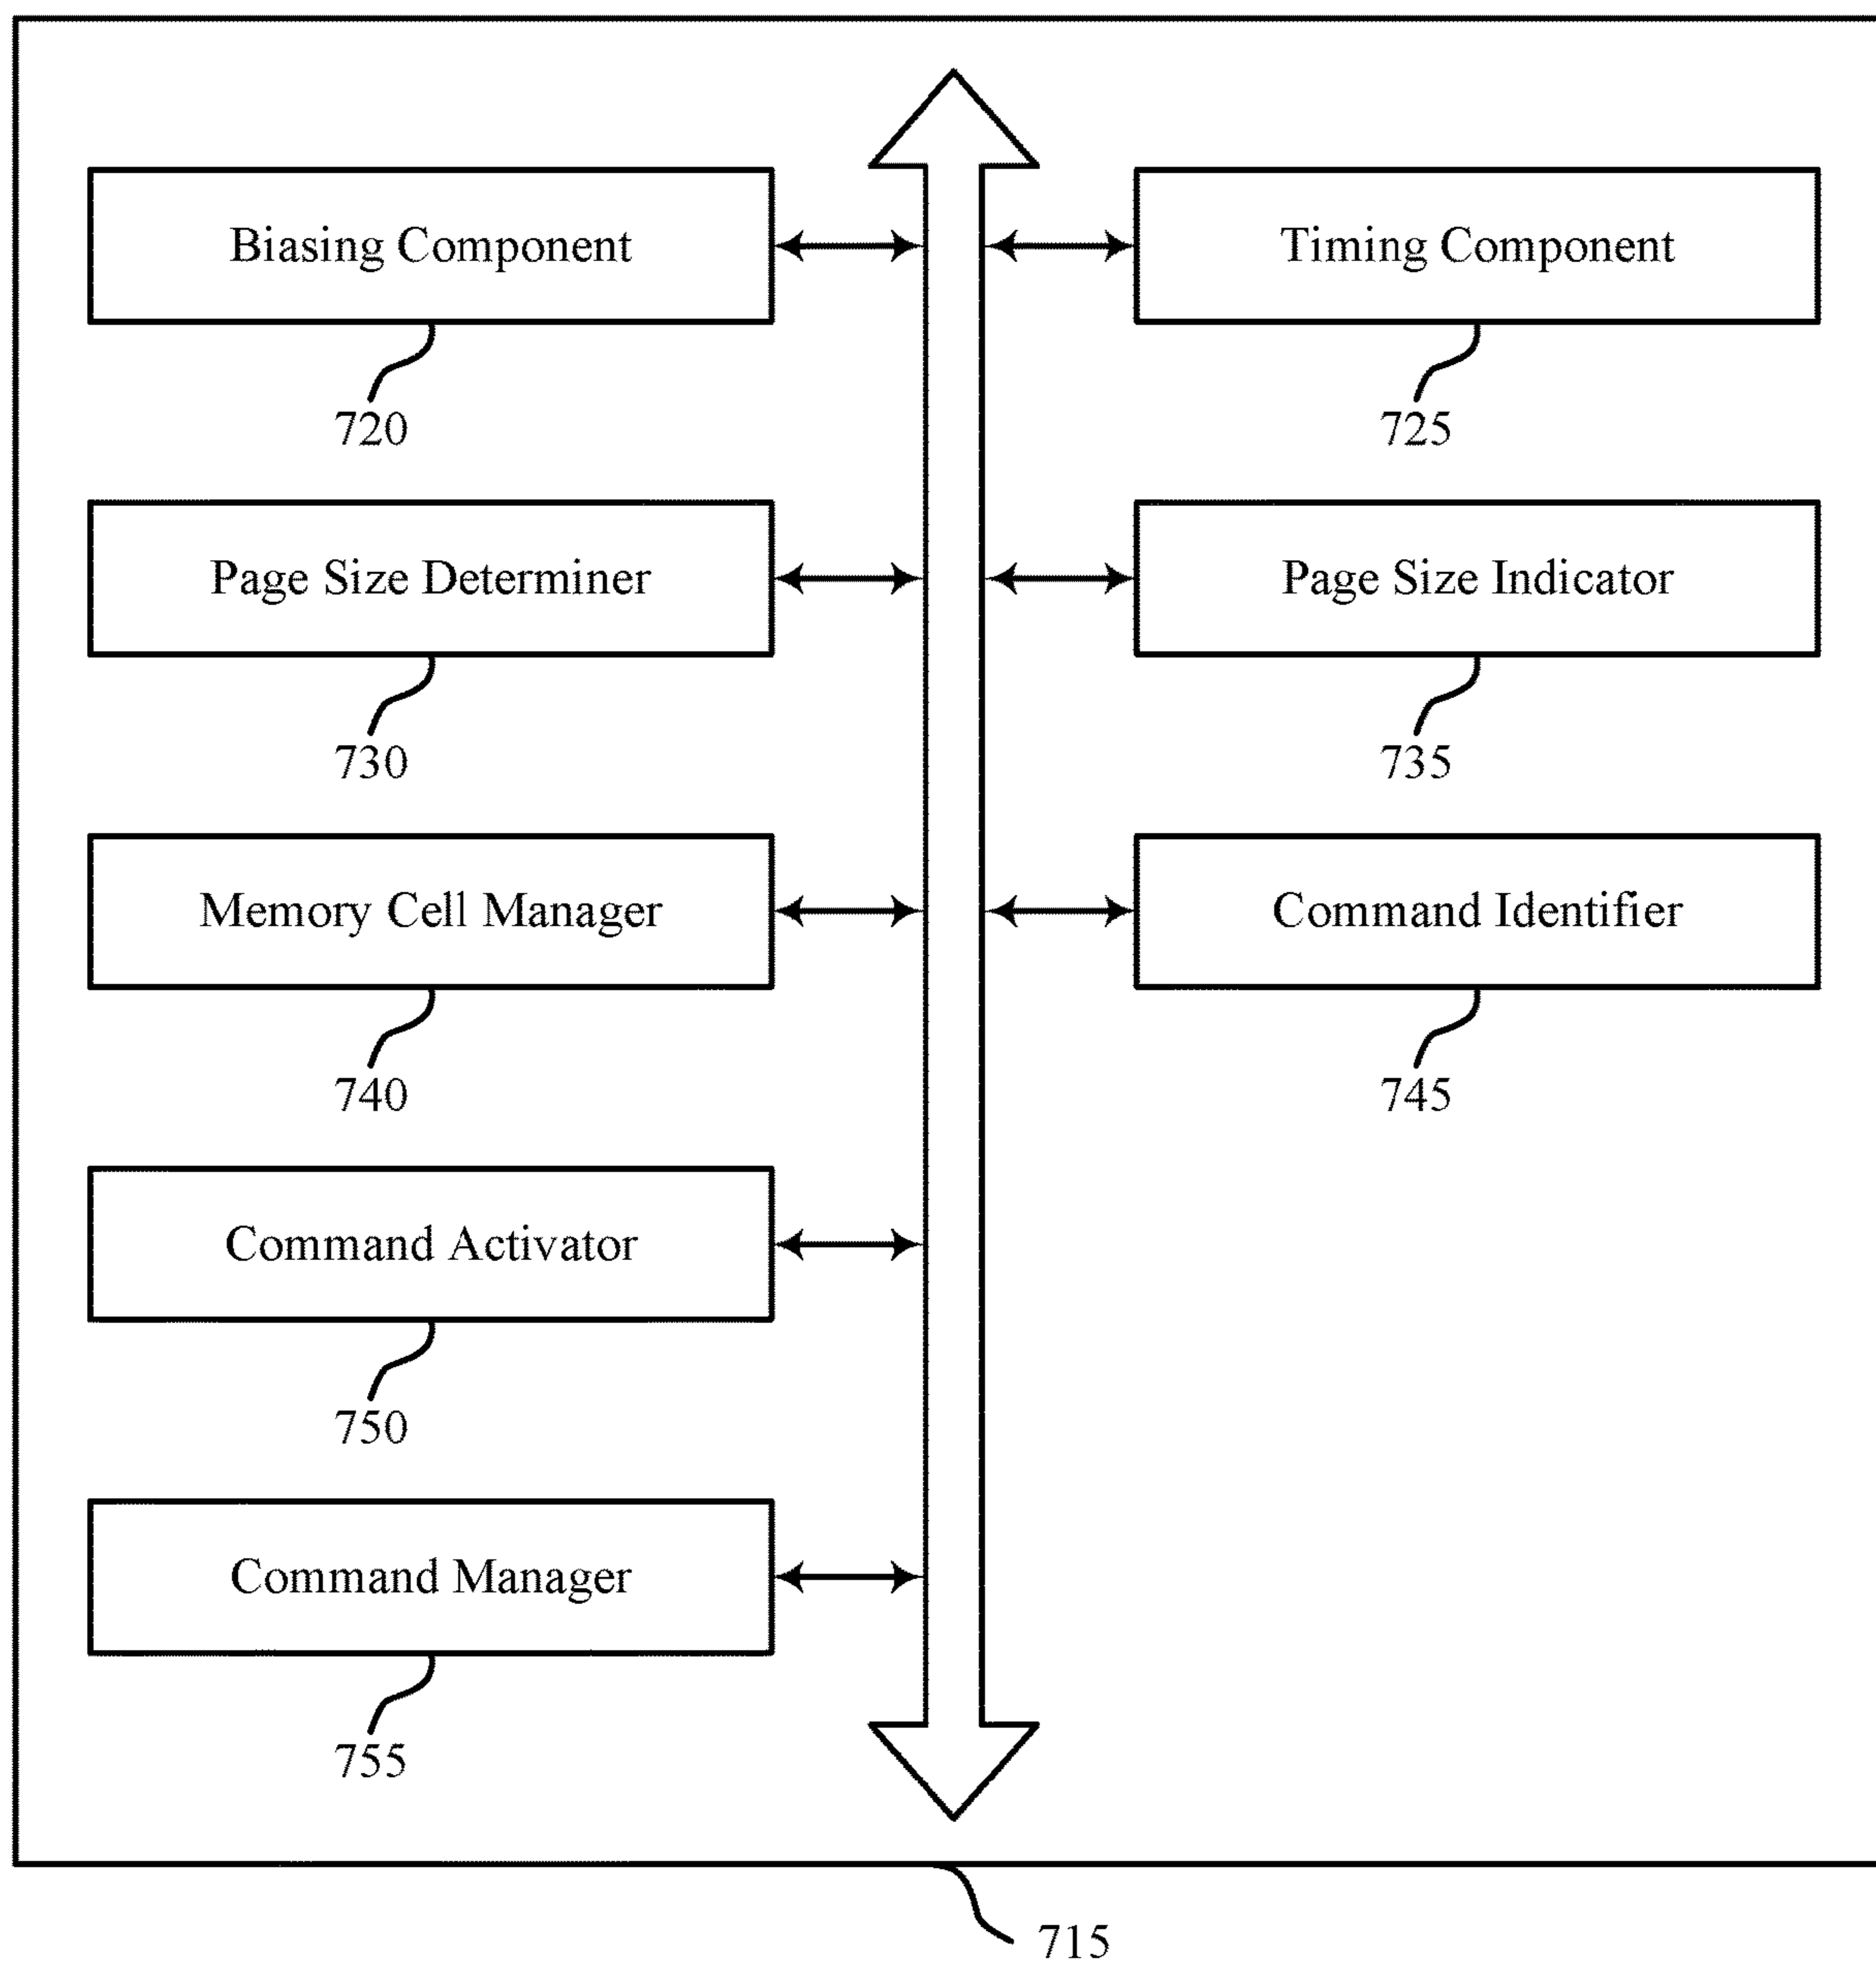 Biasing Component
Timing Component
720
725
Page Size Determiner
Page Size Indicator
730
735
Memory Cell Manager
Command Identifier
740
745
Command Activator
750
Command Manager
755
715